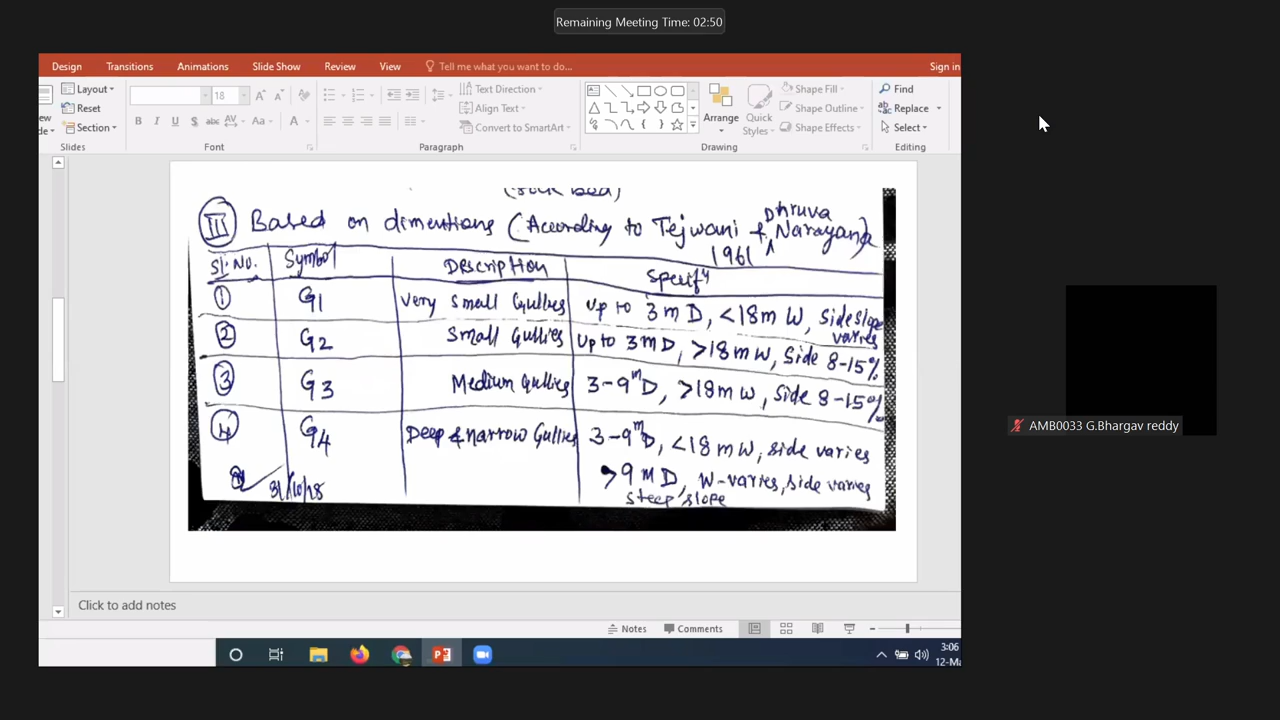 Remaining Meeting Time: 02:50
Design Transitions Animations Slide Show Review View Tell me what you want to do... Sign in
Layout
Reset
Section
Slides
18
B I U S abc AV Aa A
Font
Text Direction
Align Text
Convert to SmartArt
Paragraph
Arrange
Quick Styles
Shape Fill
Shape Outline
Shape Effects
Drawing
Find
Replace
Select
Editing
III Based on dimentions (According to Tejwani & Dhruva Narayana)
1961
Sl. No. Symbol Description Specify
1 G1 Very Small Gullies Up to 3 m D, <18m W, Side slope varies
2 G2 Small Gullies Up to 3 m D, >18 m W, Side 8-15%
3 G3 Medium Gullies 3-9 m D, >18 m W, Side 8-15%
4 G4 Deep & narrow Gullies 3-9 m D, <18 m W, side varies
31/10/18 >9 m D, W-varies, side varies
steep slope
AMB0033 G.Bhargav reddy
Click to add notes
Notes Comments
3:06
12-Ma